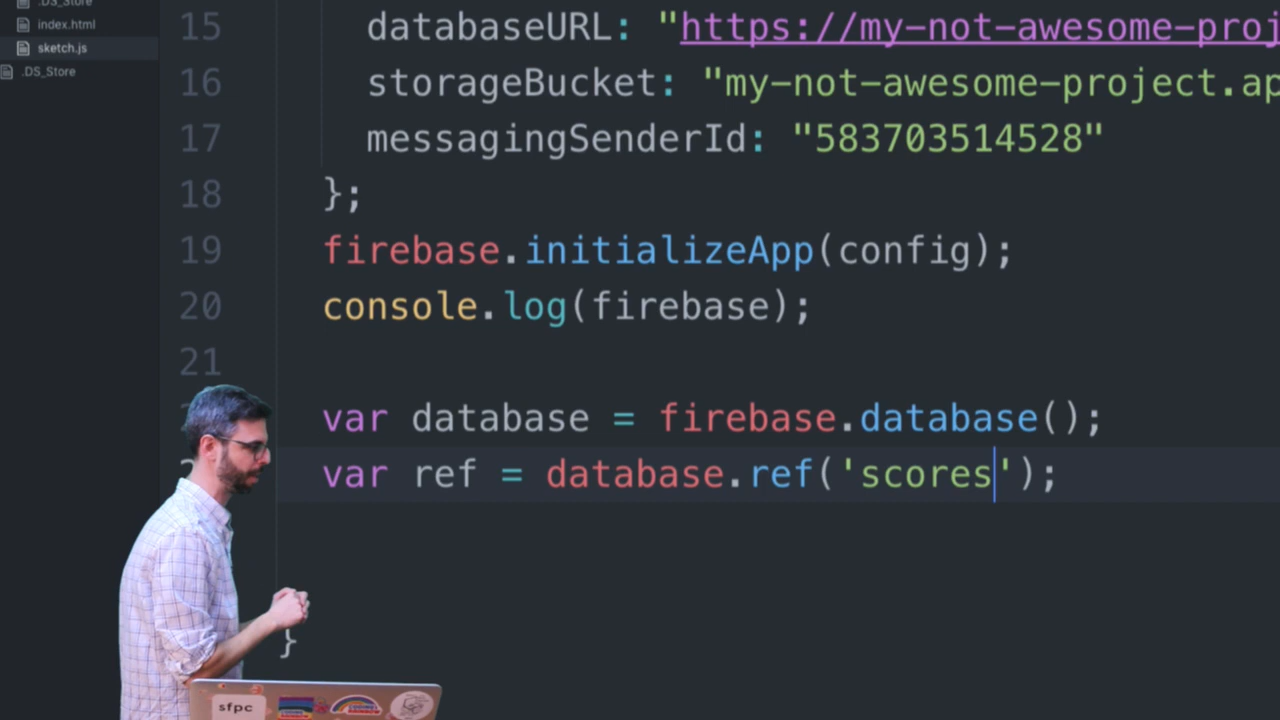 .DS_Store
index.html
sketch.js
.DS_Store
15 databaseURL: "https://my-not-awesome-proj
16 storageBucket: "my-not-awesome-project.ap
17 messagingSenderId: "583703514528"
18 };
19 firebase.initializeApp(config);
20 console.log(firebase);
21
var database = firebase.database();
var ref = database.ref('scores');
}
sfpc